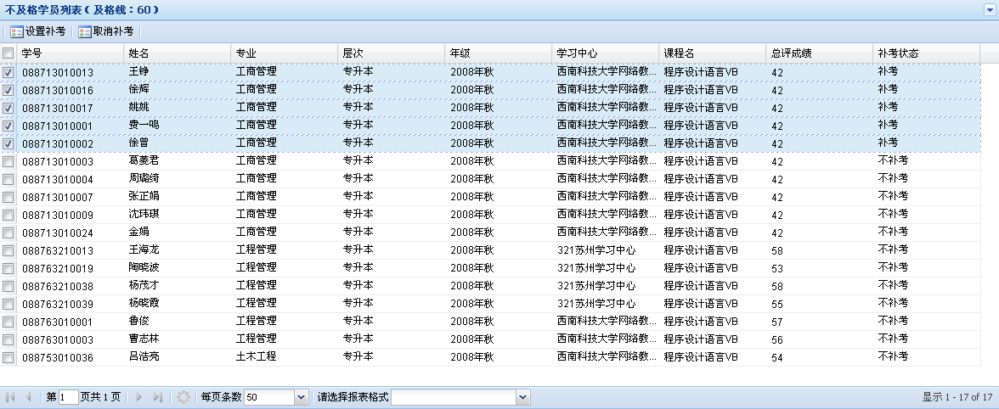 不及格学员列表(及格线:60)
设置补考 取消补考
学号 姓名 专业 层次 年级 学习中心 课程名 总评成绩 补考状态
088713010013 王铮 工商管理 专升本 2008年秋 西南科技大学网络教... 程序设计语言VB 42 补考
088713010016 徐辉 工商管理 专升本 2008年秋 西南科技大学网络教... 程序设计语言VB 42 补考
088713010017 姚姚 工商管理 专升本 2008年秋 西南科技大学网络教... 程序设计语言VB 42 补考
088713010001 费一鸣 工商管理 专升本 2008年秋 西南科技大学网络教... 程序设计语言VB 42 补考
088713010002 徐曾 工商管理 专升本 2008年秋 西南科技大学网络教... 程序设计语言VB 42 补考
088713010003 葛菱君 工商管理 专升本 2008年秋 西南科技大学网络教... 程序设计语言VB 42 不补考
088713010004 周璐绮 工商管理 专升本 2008年秋 西南科技大学网络教... 程序设计语言VB 42 不补考
088713010007 张正娟 工商管理 专升本 2008年秋 西南科技大学网络教... 程序设计语言VB 42 不补考
088713010009 沈玮琪 工商管理 专升本 2008年秋 西南科技大学网络教... 程序设计语言VB 42 不补考
088713010024 金娟 工商管理 专升本 2008年秋 西南科技大学网络教... 程序设计语言VB 42 不补考
088763210013 王海龙 工程管理 专升本 2008年秋 321苏州学习中心 程序设计语言VB 58 不补考
088763210019 陶晓波 工程管理 专升本 2008年秋 321苏州学习中心 程序设计语言VB 53 不补考
088763210038 杨茂才 工程管理 专升本 2008年秋 321苏州学习中心 程序设计语言VB 58 不补考
088763210039 杨晓霞 工程管理 专升本 2008年秋 321苏州学习中心 程序设计语言VB 55 不补考
088763010001 鲁俊 工程管理 专升本 2008年秋 西南科技大学网络教... 程序设计语言VB 57 不补考
088763010003 曹志林 工程管理 专升本 2008年秋 西南科技大学网络教... 程序设计语言VB 56 不补考
088753010036 吕浩亮 土木工程 专升本 2008年秋 西南科技大学网络教... 程序设计语言VB 54 不补考
第 1 页共 1 页 每页条数 50 请选择报表格式 显示 1 - 17 of 17